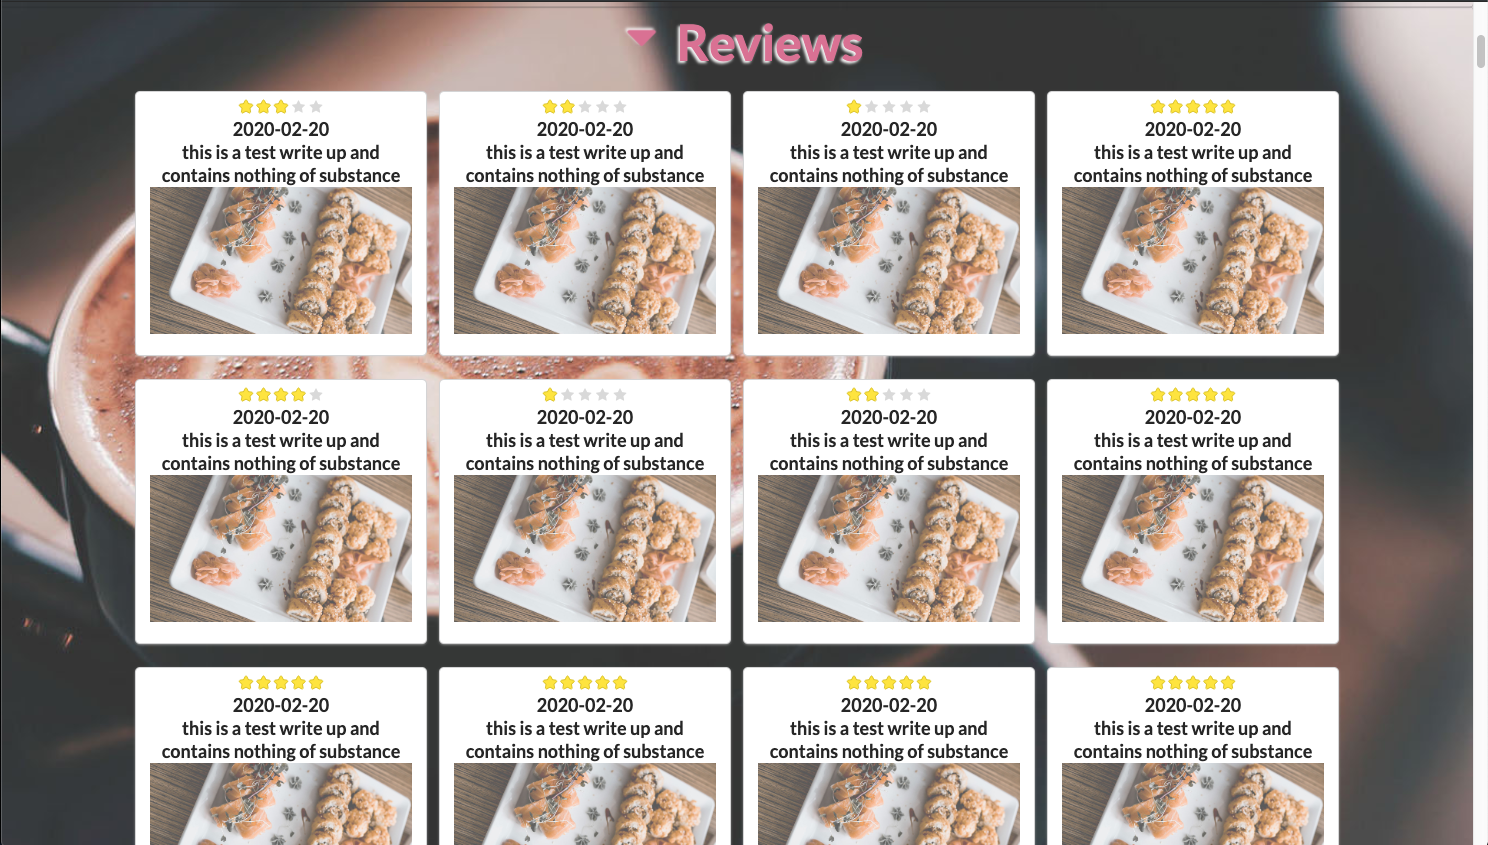 Reviews
2020-02-20
this is a test write up and
contains nothing of substance
2020-02-20
this is a test write up and
contains nothing of substance
2020-02-20
this is a test write up and
contains nothing of substance
2020-02-20
this is a test write up and
contains nothing of substance
2020-02-20
this is a test write up and
contains nothing of substance
2020-02-20
this is a test write up and
contains nothing of substance
2020-02-20
this is a test write up and
contains nothing of substance
2020-02-20
this is a test write up and
contains nothing of substance
2020-02-20
this is a test write up and
contains nothing of substance
2020-02-20
this is a test write up and
contains nothing of substance
2020-02-20
this is a test write up and
contains nothing of substance
2020-02-20
this is a test write up and
contains nothing of substance